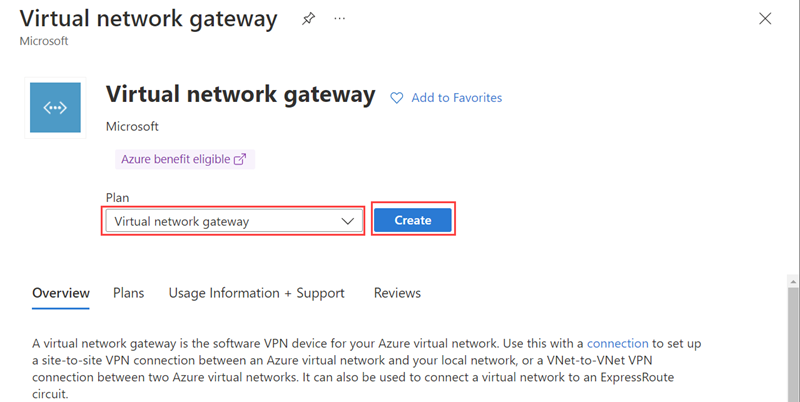 Virtual network gateway ...
Microsoft
Virtual network gateway Add to Favorites
Microsoft
Azure benefit eligible
Plan
Virtual network gateway Create
Overview Plans Usage Information + Support Reviews
A virtual network gateway is the software VPN device for your Azure virtual network. Use this with a connection to set up
a site-to-site VPN connection between an Azure virtual network and your local network, or a VNet-to-VNet VPN
connection between two Azure virtual networks. It can also be used to connect a virtual network to an ExpressRoute
circuit.